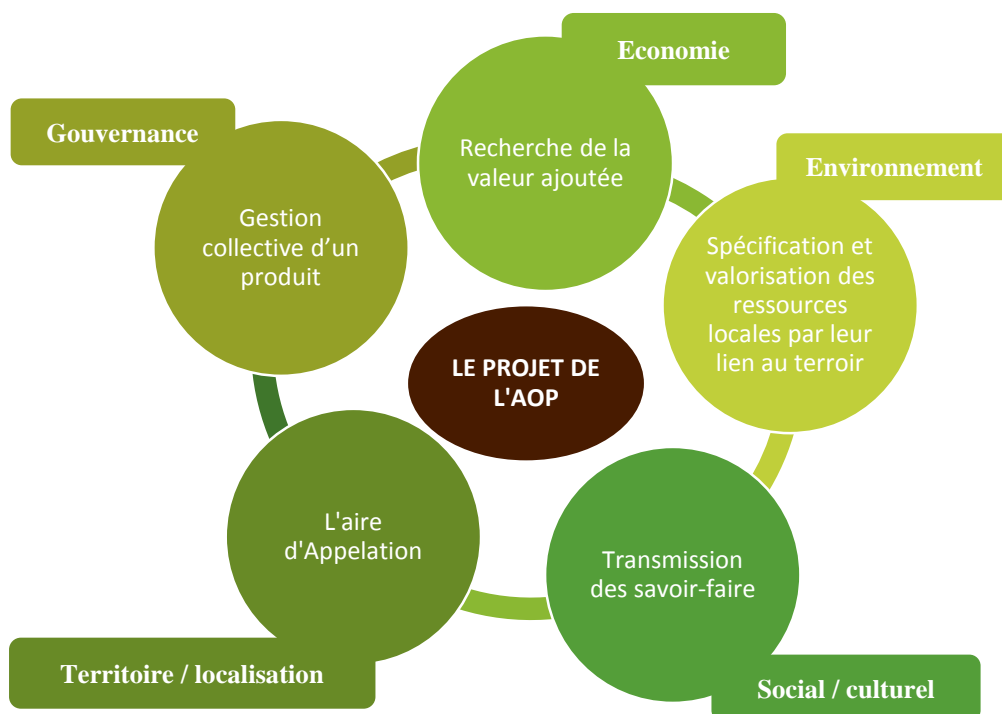 Economie
Recherche de la
valeur ajoutée
Environnement
Spécification et
valorisation des
ressources
locales par leur
lien au terroir
Social / culturel
Transmission
des savoir-faire
Territoire / localisation
L'aire
d'Appelation
Gouvernance
Gestion
collective d’un
produit
LE PROJET DE
L'AOP